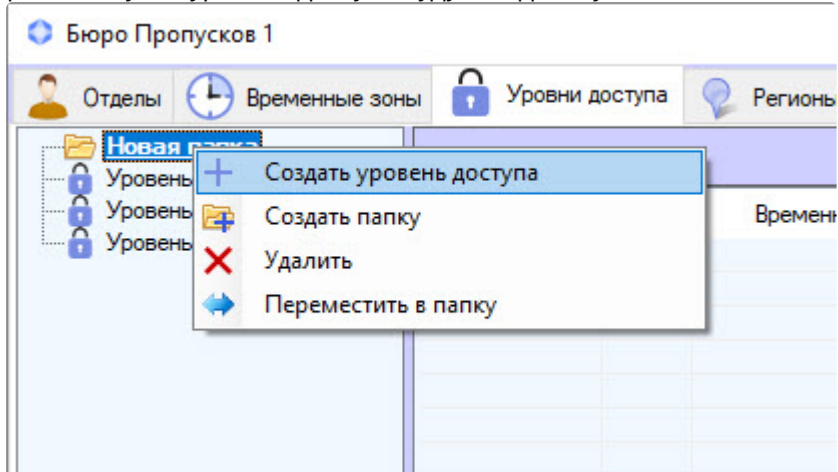 Бюро Пропусков 1
Отделы Временные зоны Уровни доступа Регионы
Новая папка
Уровень
Уровень
Уровень
Создать уровень доступа
Создать папку
Удалить
Переместить в папку